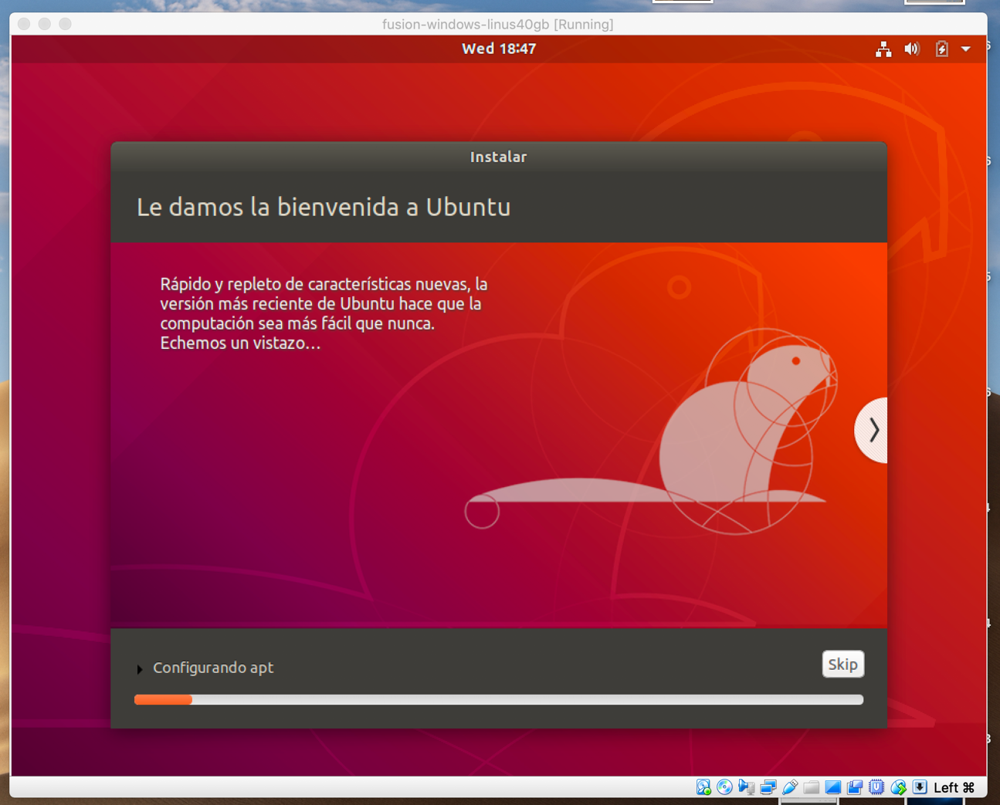 fusion-windows-linus40gb [Running]
Wed 18:47
Instalar
Le damos la bienvenida a Ubuntu
Rápido y repleto de características nuevas, la
versión más reciente de Ubuntu hace que la
computación sea más fácil que nunca.
Echemos un vistazo…
Configurando apt
Skip
Left ⌘